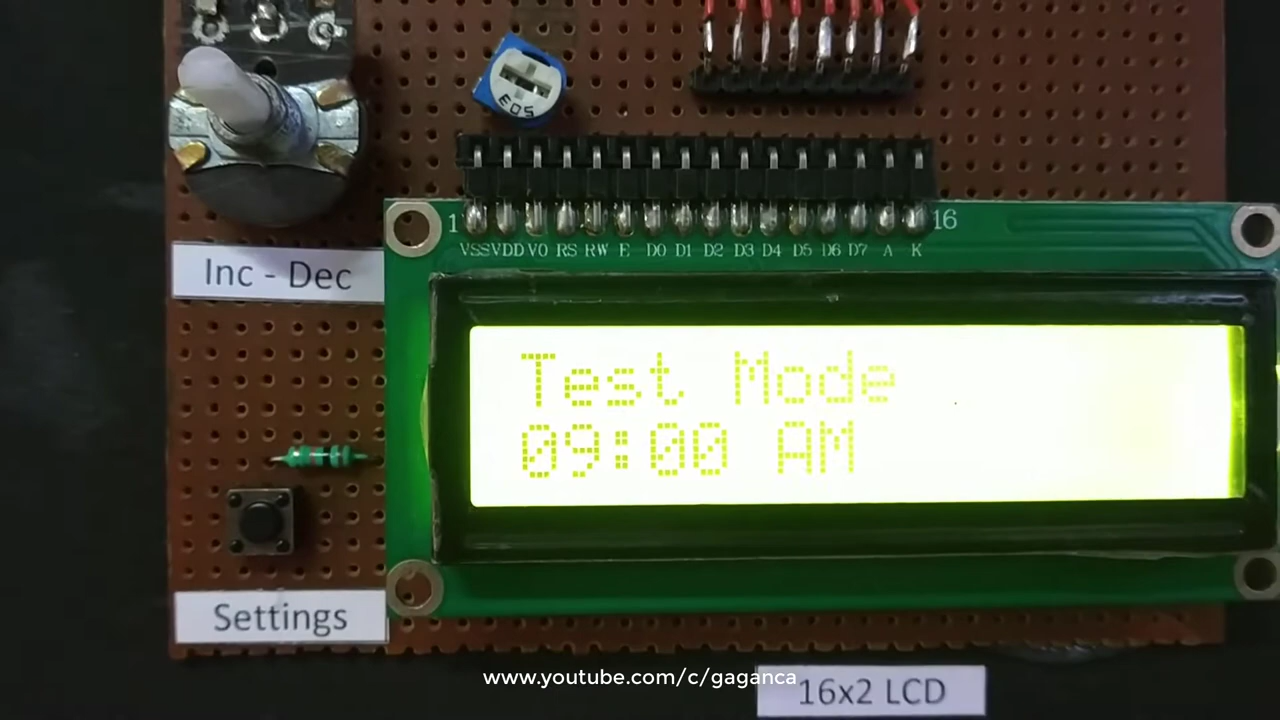 E05
1 16
VSS VDD V0 RS RW E D0 D1 D2 D3 D4 D5 D6 D7 A K
Inc - Dec
Test Mode
09:00 AM
Settings
www.youtube.com/c/gaganca
16x2 LCD